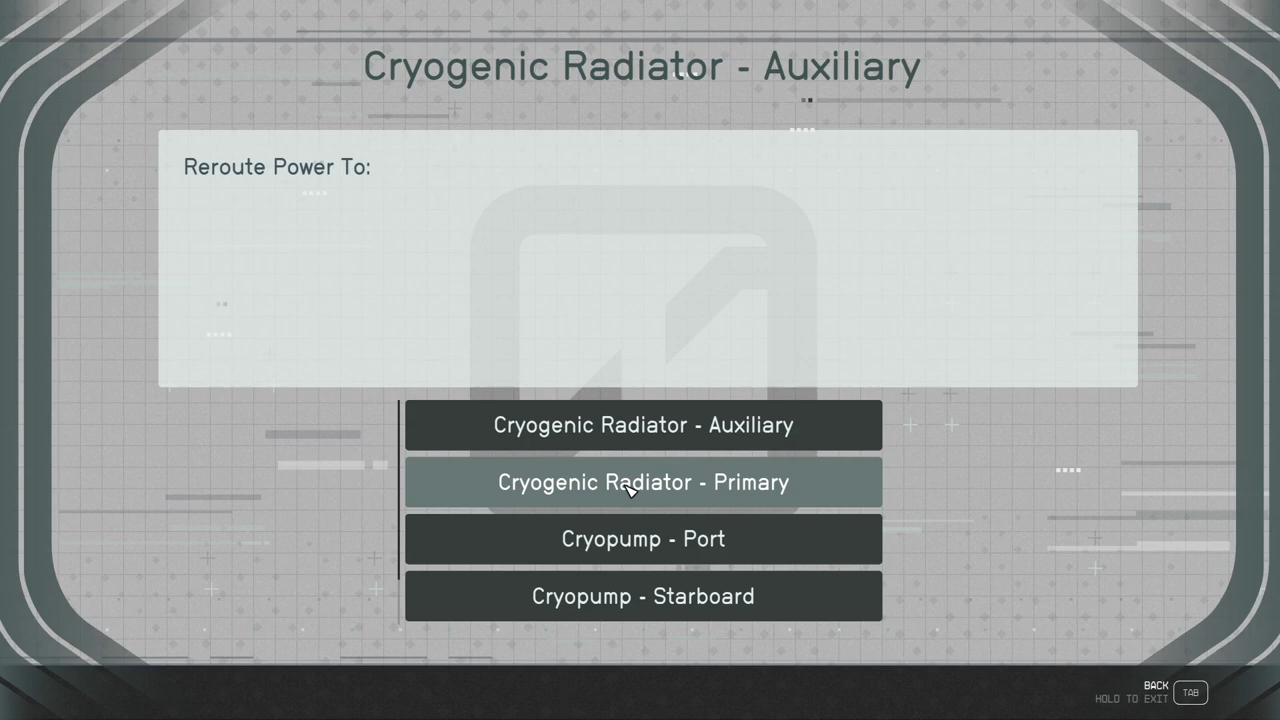 Cryogenic Radiator - Auxiliary
Reroute Power To:
Cryogenic Radiator - Auxiliary
Cryogenic Radiator - Primary
Cryopump - Port
Cryopump - Starboard
BACK
HOLD TO EXIT TAB